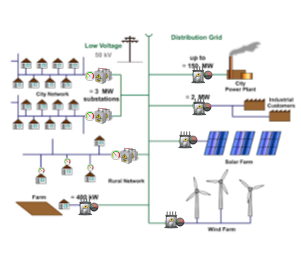 Low Voltage
50 kV
Distribution Grid
up to
≈ 150 MW
City
Power Plant
City Network
≈ 3 MW
substations
≈ 2 MW
Industrial
Customers
Solar Farm
Rural Network
Farm
≈ 400 kW
Wind Farm